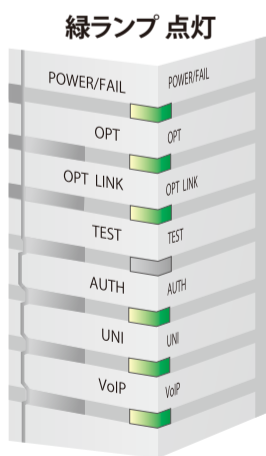 緑ランプ 点灯
POWER/FAIL POWER/FAIL
OPT OPT
OPT LINK OPT LINK
TEST TEST
AUTH AUTH
UNI UNI
VoIP VoIP